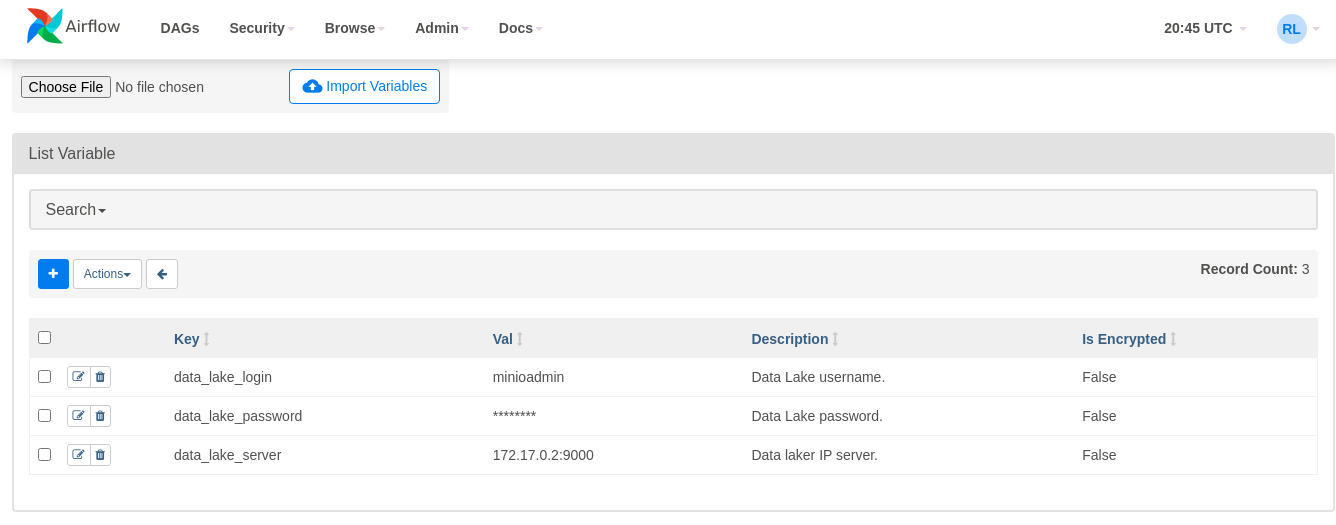 Airflow DAGs Security Browse Admin Docs 20:45 UTC RL
Choose File No file chosen Import Variables
List Variable
Search
Actions Record Count: 3
Key Val Description Is Encrypted
data_lake_login minioadmin Data Lake username. False
data_lake_password ******** Data Lake password. False
data_lake_server 172.17.0.2:9000 Data laker IP server. False